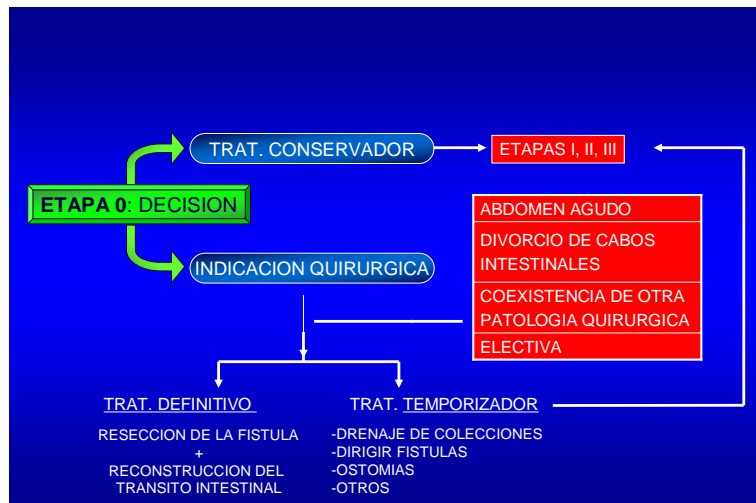 TRAT. CONSERVADOR
ETAPAS I, II, III
ETAPA 0: DECISION
INDICACION QUIRURGICA
ABDOMEN AGUDO
DIVORCIO DE CABOS
INTESTINALES
COEXISTENCIA DE OTRA
PATOLOGIA QUIRURGICA
ELECTIVA
TRAT. DEFINITIVO
RESECCION DE LA FISTULA
+
RECONSTRUCCION DEL
TRANSITO INTESTINAL
TRAT. TEMPORIZADOR
-DRENAJE DE COLECCIONES
-DIRIGIR FISTULAS
-OSTOMIAS
-OTROS